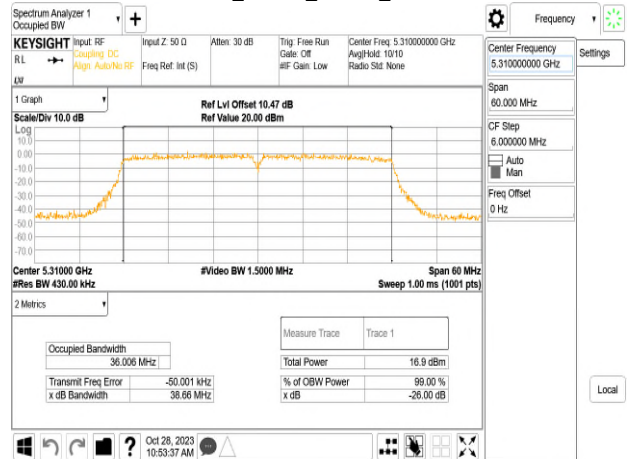 Spectrum Analyzer 1
Occupied BW
Frequency
KEYSIGHT
RL
Input: RF
Coupling: DC
Align: Auto/No RF
Input Z: 50 Ω
Freq Ref: Int (S)
Atten: 30 dB
Trig: Free Run
Gate: Off
#IF Gain: Low
Center Freq: 5.310000000 GHz
Avg|Hold: 10/10
Radio Std: None
Center Frequency
5.310000000 GHz
Settings
Span
60.000 MHz
CF Step
6.000000 MHz
Auto
Man
Freq Offset
0 Hz
Local
1 Graph
Scale/Div 10.0 dB
Ref Lvl Offset 10.47 dB
Ref Value 20.00 dBm
Log
10.0
0.00
-10.0
-20.0
-30.0
-40.0
-50.0
-60.0
-70.0
Center 5.31000 GHz
#Video BW 1.5000 MHz
Span 60 MHz
#Res BW 430.00 kHz
Sweep 1.00 ms (1001 pts)
2 Metrics
Measure Trace Trace 1
Occupied Bandwidth
36.006 MHz
Total Power 16.9 dBm
Transmit Freq Error -50.001 kHz
% of OBW Power 99.00 %
x dB Bandwidth 38.66 MHz
x dB -26.00 dB
Oct 28, 2023
10:53:37 AM